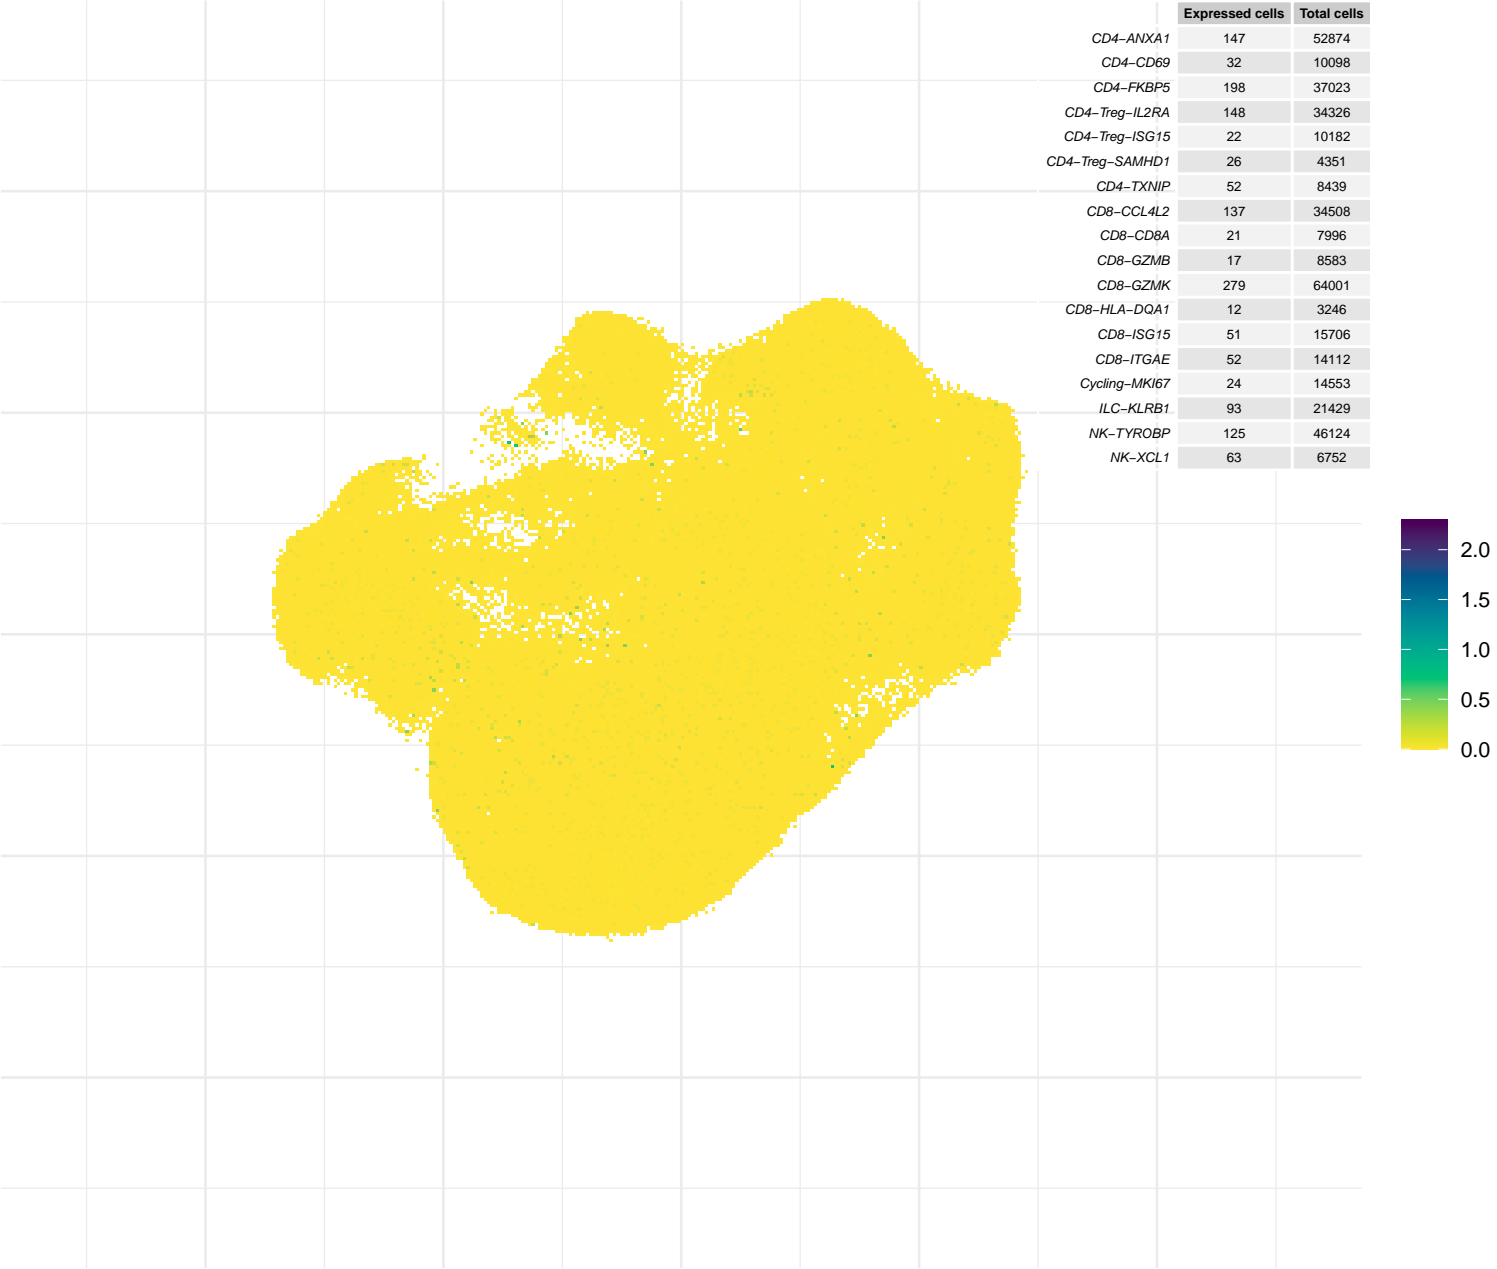 Expressed cells Total cells
CD4−ANXA1 147 52874
CD4−CD69 32 10098
CD4−FKBP5 198 37023
CD4−Treg−IL2RA 148 34326
CD4−Treg−ISG15 22 10182
CD4−Treg−SAMHD1 26 4351
CD4−TXNIP 52 8439
CD8−CCL4L2 137 34508
CD8−CD8A 21 7996
CD8−GZMB 17 8583
CD8−GZMK 279 64001
CD8−HLA−DQA1 12 3246
CD8−ISG15 51 15706
CD8−ITGAE 52 14112
Cycling−MKI67 24 14553
ILC−KLRB1 93 21429
NK−TYROBP 125 46124
NK−XCL1 63 6752
2.0
1.5
1.0
0.5
0.0